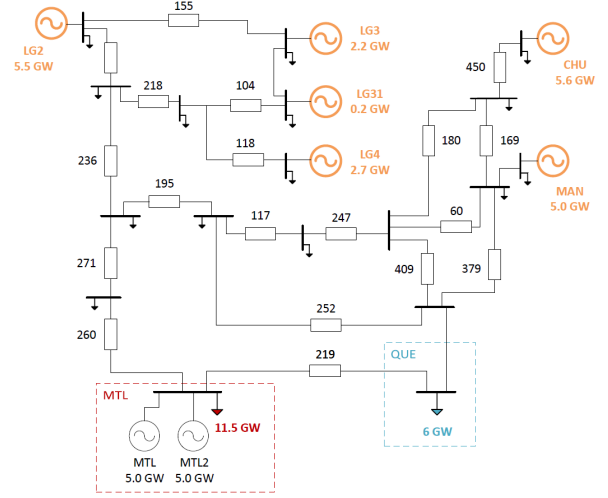 155
LG2
5.5 GW
LG3
2.2 GW
CHU
5.6 GW
450
218
104
LG31
0.2 GW
118
LG4
2.7 GW
180
169
236
MAN
5.0 GW
195
117
247
60
271
409
379
252
260
219
QUE
MTL
11.5 GW
6 GW
MTL
5.0 GW
MTL2
5.0 GW